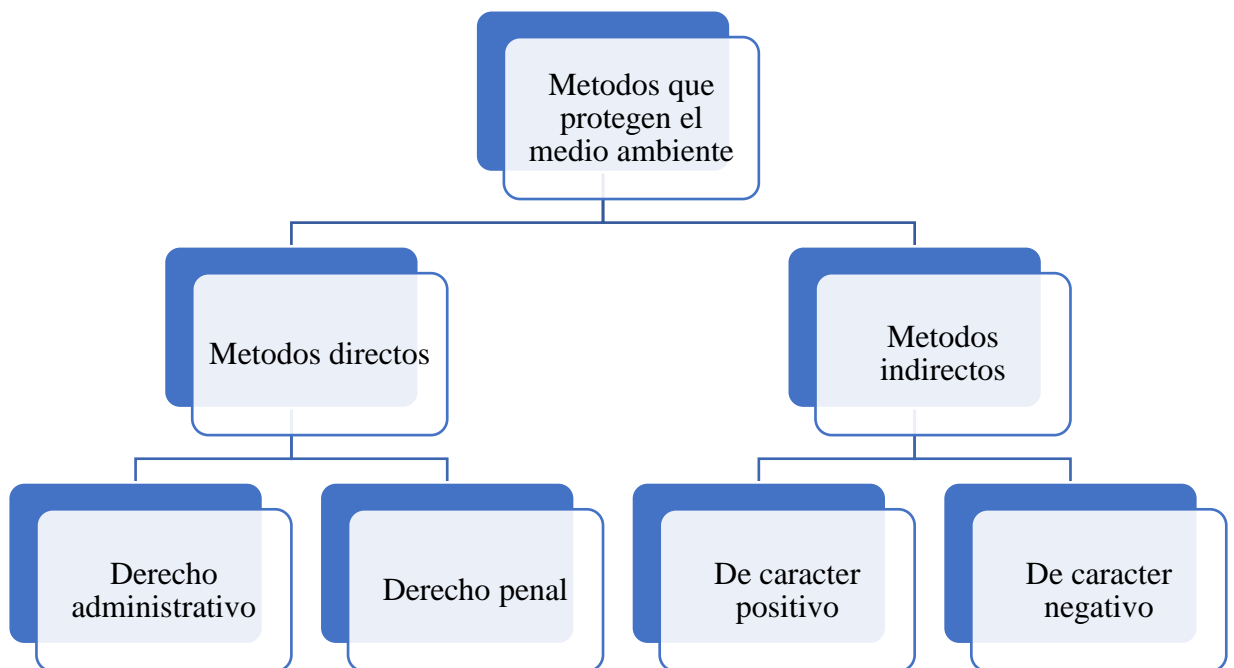 Metodos que
protegen el
medio ambiente
Metodos directos
Metodos
indirectos
Derecho
administrativo
Derecho penal
De caracter
positivo
De caracter
negativo